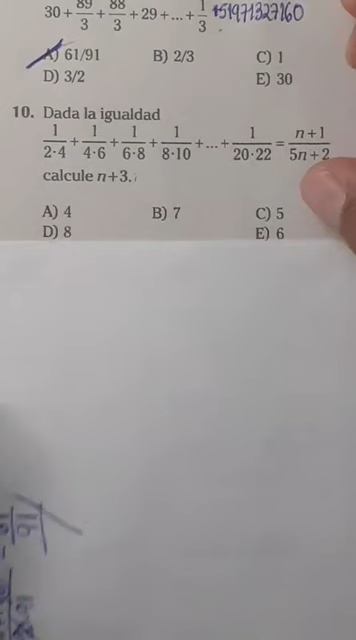 30 + 89/3 + 88/3 + 29 + ... + 1/3 +51971327160
A) 61/91 B) 2/3 C) 1
D) 3/2 E) 30
10. Dada la igualdad
1/2·4 + 1/4·6 + 1/6·8 + 1/8·10 + ... + 1/20·22 = n+1/5n+2
calcule n+3.
A) 4 B) 7 C) 5
D) 8 E) 6